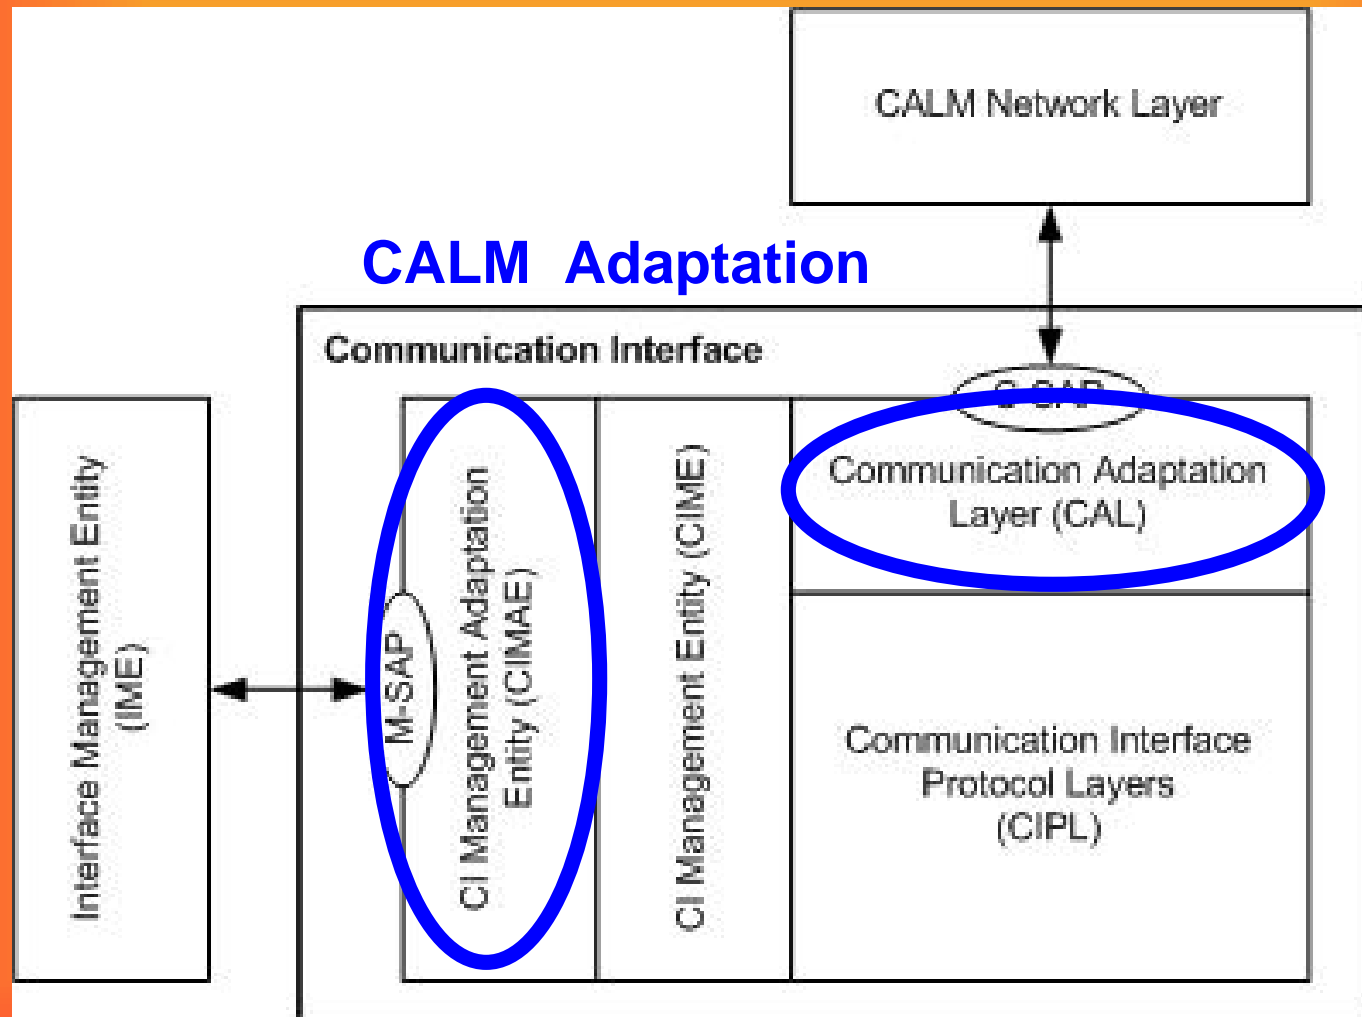 CALM Network Layer
CALM Adaptation
Communication Interface
C-SAP
Communication Adaptation
Layer (CAL)
Interface Management Entity
(IME)
M-SAP
CI Management Adaptation
Entity (CIMAE)
CI Management Entity (CIME)
Communication Interface
Protocol Layers
(CIPL)